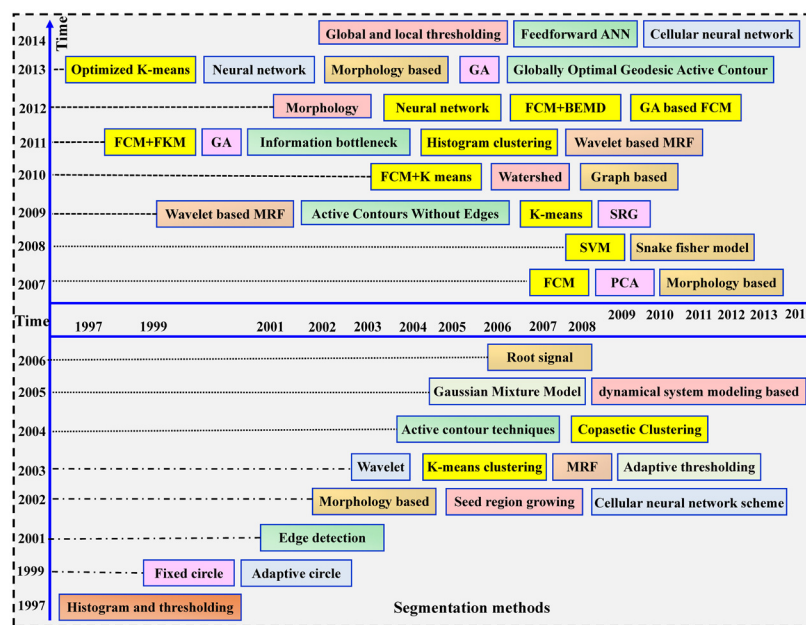 Time
2014 Global and local thresholding Feedforward ANN Cellular neural network
2013 Optimized K-means Neural network Morphology based GA Globally Optimal Geodesic Active Contour
2012 Morphology Neural network FCM+BEMD GA based FCM
2011 FCM+FKM GA Information bottleneck Histogram clustering Wavelet based MRF
2010 FCM+K means Watershed Graph based
2009 Wavelet based MRF Active Contours Without Edges K-means SRG
2008 SVM Snake fisher model
2007 FCM PCA Morphology based
Time 1997 1999 2001 2002 2003 2004 2005 2006 2007 2008 2009 2010 2011 2012 2013 201
2006 Root signal
2005 Gaussian Mixture Model dynamical system modeling based
2004 Active contour techniques Copasetic Clustering
2003 Wavelet K-means clustering MRF Adaptive thresholding
2002 Morphology based Seed region growing Cellular neural network scheme
2001 Edge detection
1999 Fixed circle Adaptive circle
1997 Histogram and thresholding Segmentation methods